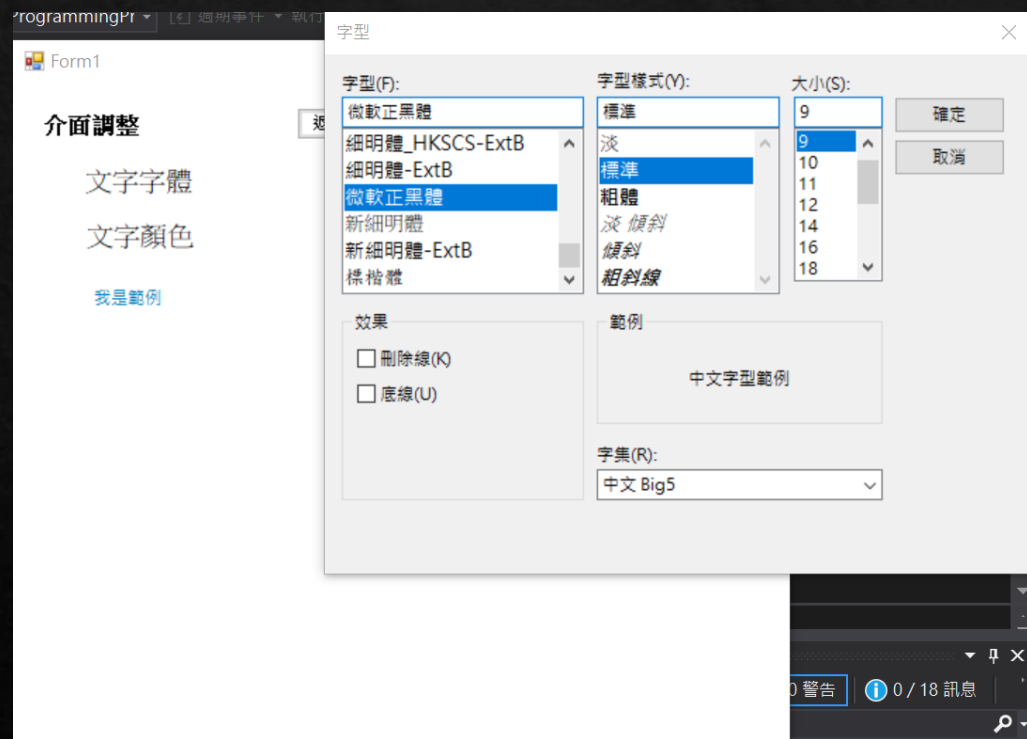 ProgrammingPr
週期事件
Form1
介面調整
文字字體
文字顏色
我是範例
字型
字型(F):
微軟正黑體
細明體_HKSCS-ExtB
細明體-ExtB
微軟正黑體
新細明體
新細明體-ExtB
標楷體
字型樣式(Y):
標準
淡
標準
粗體
淡 傾斜
傾斜
粗斜線
大小(S):
9
9
10
11
12
14
16
18
確定
取消
效果
刪除線(K)
底線(U)
範例
中文字型範例
字集(R):
中文 Big5
0 警告
0 / 18 訊息